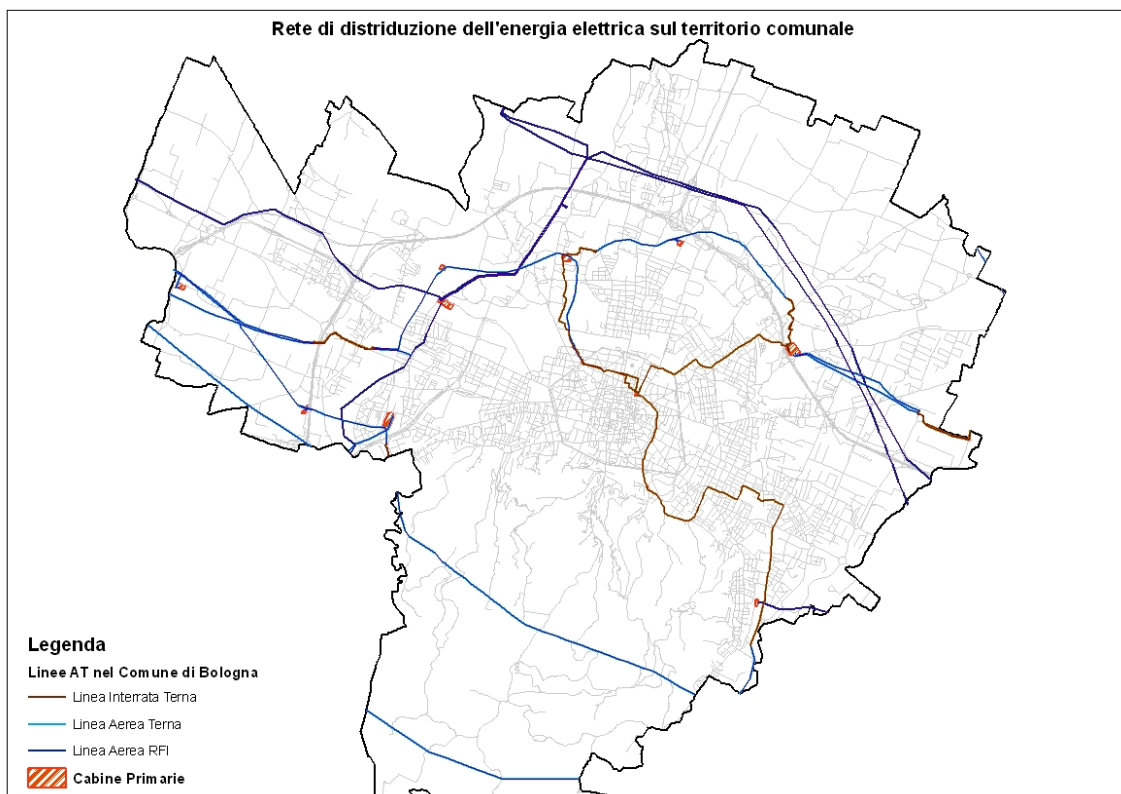 Rete di distriduzione dell'energia elettrica sul territorio comunale
Legenda
Linee AT nel Comune di Bologna
Linea Interrata Terna
Linea Aerea Terna
Linea Aerea RFI
Cabine Primarie